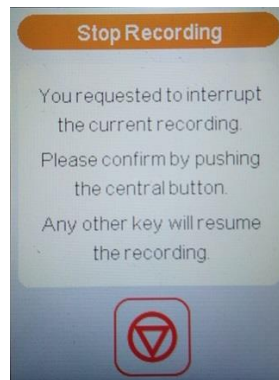 Stop Recording
You requested to interrupt
the current recording.
Please confirm by pushing
the central button.
Any other key will resume
the recording.